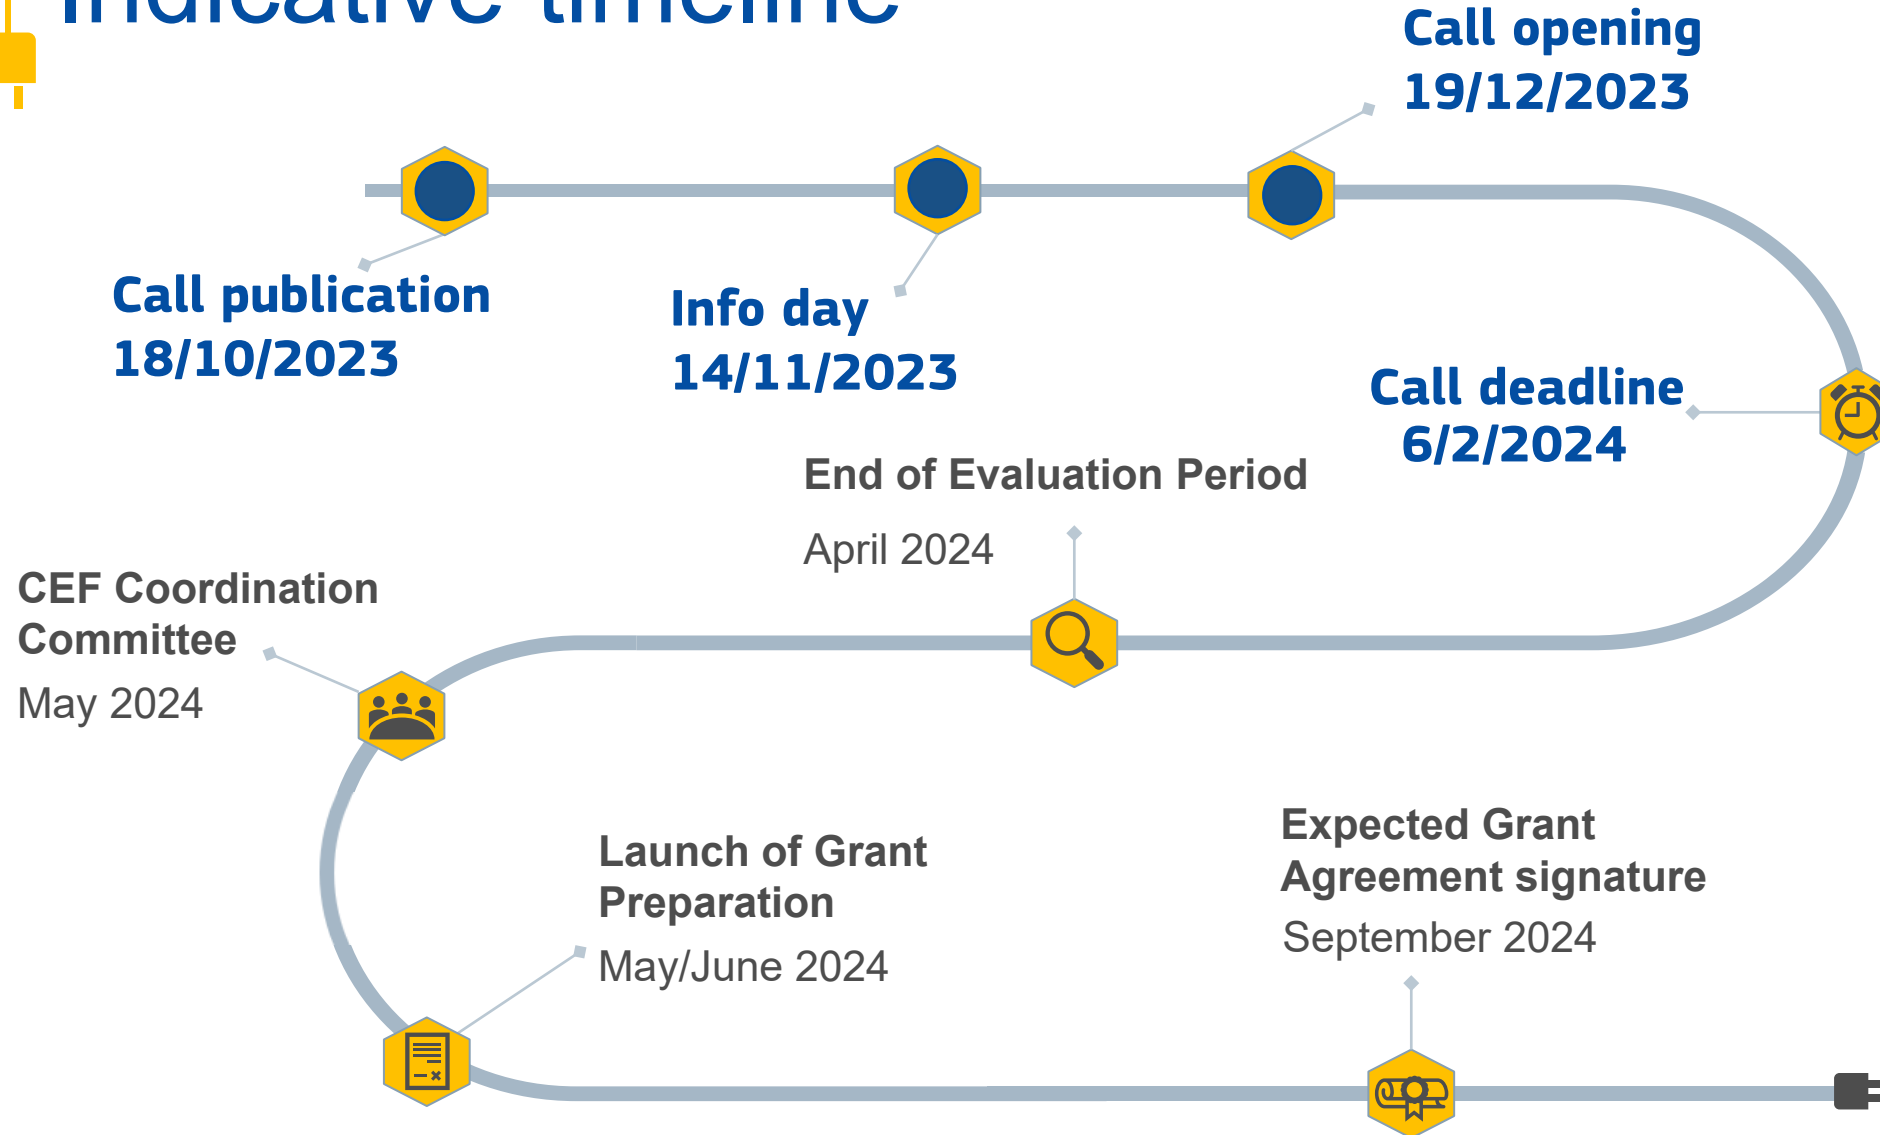 Indicative timeline
Call opening
19/12/2023
Call publication
18/10/2023
Info day
14/11/2023
Call deadline
6/2/2024
End of Evaluation Period
April 2024
CEF Coordination
Committee
May 2024
Launch of Grant
Preparation
May/June 2024
Expected Grant
Agreement signature
September 2024